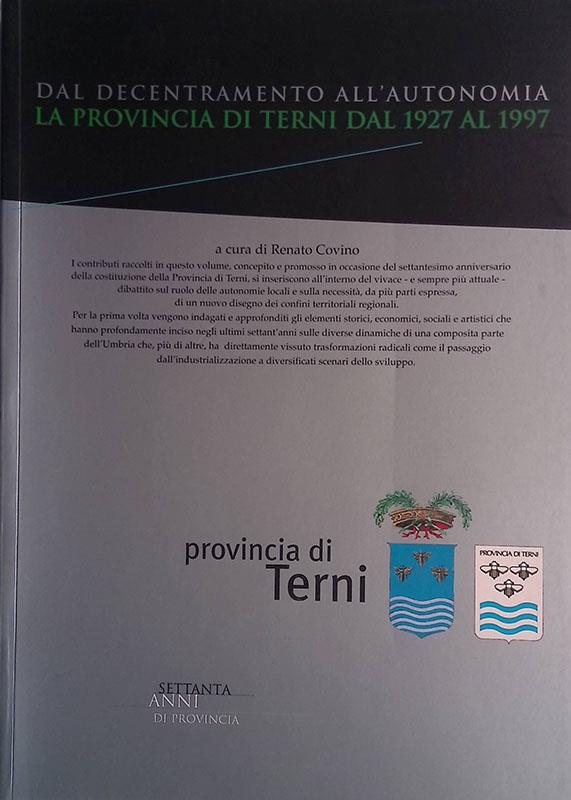 DAL DECENTRAMENTO ALL'AUTONOMIA
LA PROVINCIA DI TERNI DAL 1927 AL 1997
a cura di Renato Covino
I contributi raccolti in questo volume, concepito e promosso in occasione del settantesimo anniversario
della costituzione della Provincia di Terni, si inseriscono all'interno del vivace - e sempre più attuale -
dibattito sul ruolo delle autonomie locali e sulla necessità, da più parti espressa,
di un nuovo disegno dei confini territoriali regionali.
Per la prima volta vengono indagati e approfonditi gli elementi storici, economici, sociali e artistici che
hanno profondamente inciso negli ultimi settant'anni sulle diverse dinamiche di una composita parte
dell'Umbria che, più di altre, ha direttamente vissuto trasformazioni radicali come il passaggio
dall'industrializzazione a diversificati scenari dello sviluppo.
provincia di
Terni
PROVINCIA DI TERNI
SETTANTA
ANNI
DI PROVINCIA